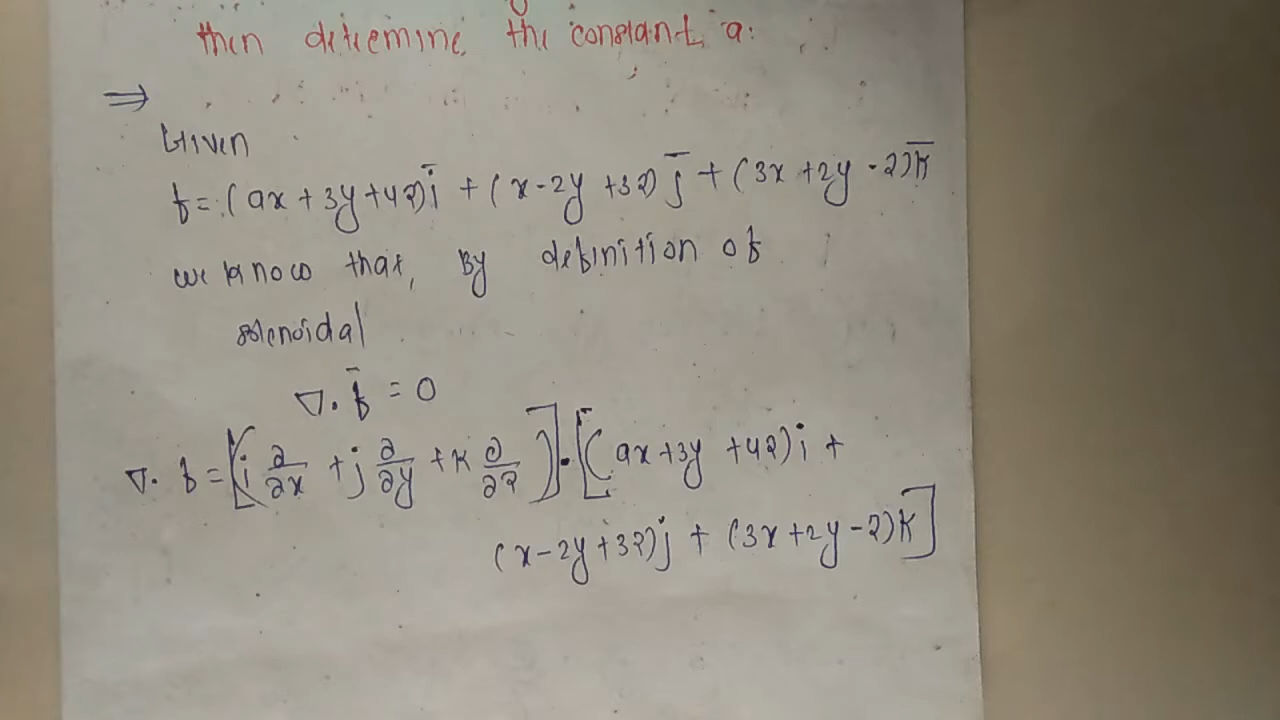 then determine the constant a:
⇒
Given
f = (ax + 3y + 4z)i̅ + (x - 2y + 3z) j̅ + (3x + 2y - z)k̅
we know that, By definition of
solenoidal
∇. f̅ = 0
∇. f = [(i ∂/∂x + j ∂/∂y + k ∂/∂z)] • [(ax + 3y + 4z)i +
(x - 2y + 3z)j + (3x + 2y - z)k]